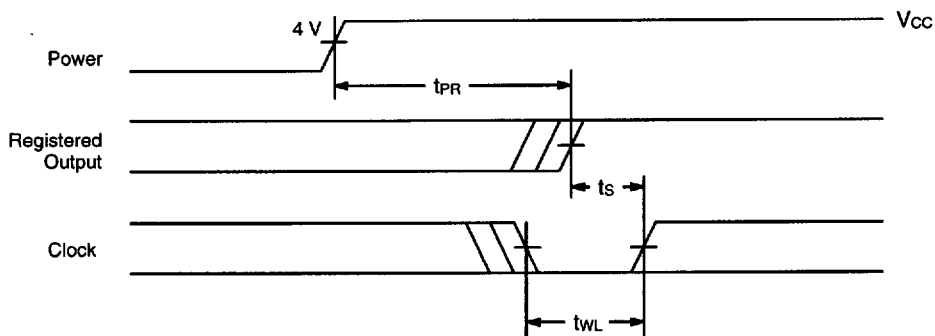 4 V
VCC
Power
tPR
Registered
Output
tS
Clock
tWL